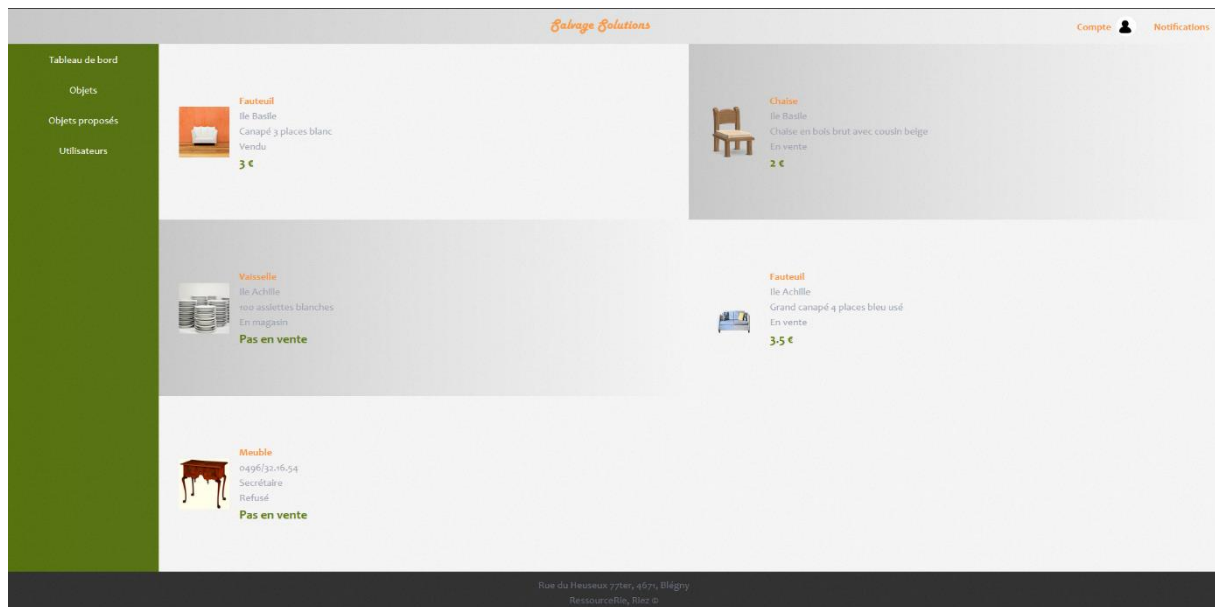 Salvage Solutions
Compte
Notifications
Tableau de bord
Objets
Objets proposés
Utilisateurs
Fauteuil
Ile Basile
Canapé 3 places blanc
Vendu
3 €
Chaise
Ile Basile
Chaise en bois brut avec cousin beige
En vente
2 €
Vaisselle
Ile Achille
100 assiettes blanches
En magasin
Pas en vente
Fauteuil
Ile Achille
Grand canapé 4 places bleu usé
En vente
3.5 €
Meuble
0496/32.16.54
Secrétaire
Refusé
Pas en vente
Rue du Heuseux 77ter, 4671, Blégny
RessourceRie, Riez ©